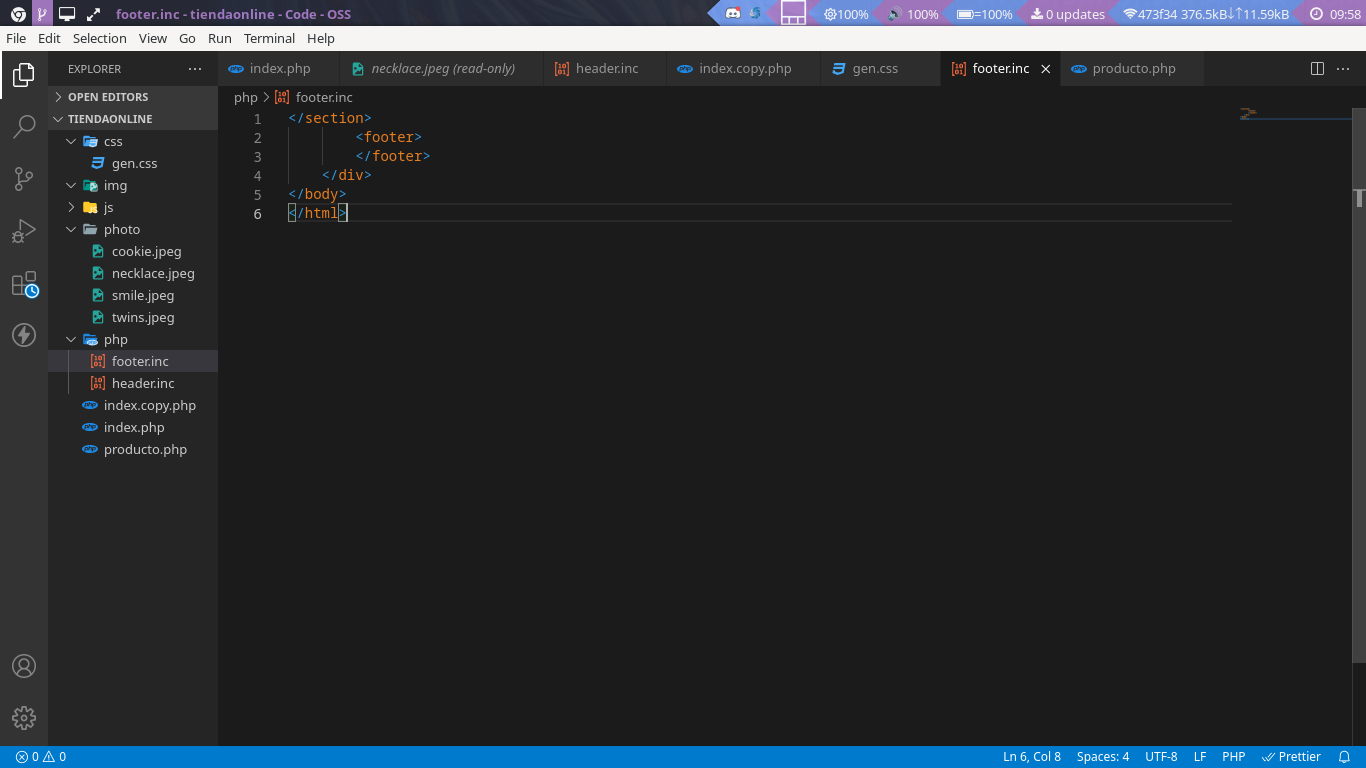 footer.inc - tiendaonline - Code - OSS
100%
100%
=100%
0 updates
473f34 376.5kB↓↑11.59kB
09:58
File Edit Selection View Go Run Terminal Help
EXPLORER
OPEN EDITORS
TIENDAONLINE
css
gen.css
img
js
photo
cookie.jpeg
necklace.jpeg
smile.jpeg
twins.jpeg
php
footer.inc
header.inc
index.copy.php
index.php
producto.php
index.php
necklace.jpeg (read-only)
header.inc
index.copy.php
gen.css
footer.inc
producto.php
php > footer.inc
1 </section>
2 <footer>
3 </footer>
4 </div>
5 </body>
6 </html>
0 0
Ln 6, Col 8
Spaces: 4
UTF-8
LF
PHP
Prettier